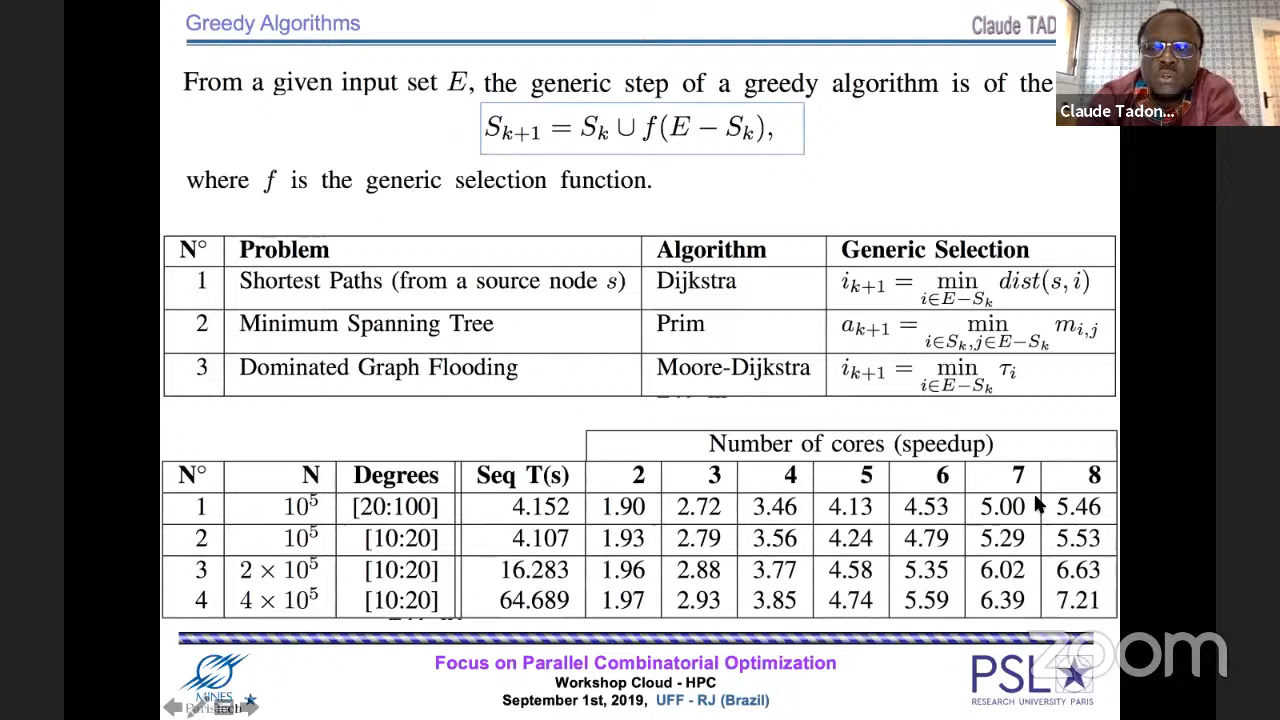 Greedy Algorithms
Claude TAD
Claude Tadon...
From a given input set E, the generic step of a greedy algorithm is of the
S_{k+1} = S_k ∪ f(E − S_k),
where f is the generic selection function.
N° Problem Algorithm Generic Selection
1 Shortest Paths (from a source node s) Dijkstra i_{k+1} = min_{i∈E−S_k} dist(s, i)
2 Minimum Spanning Tree Prim a_{k+1} = min_{i∈S_k, j∈E−S_k} m_{i,j}
3 Dominated Graph Flooding Moore-Dijkstra i_{k+1} = min_{i∈E−S_k} τ_i
Number of cores (speedup)
N° N Degrees Seq T(s) 2 3 4 5 6 7 8
1 10^5 [20:100] 4.152 1.90 2.72 3.46 4.13 4.53 5.00 5.46
2 10^5 [10:20] 4.107 1.93 2.79 3.56 4.24 4.79 5.29 5.53
3 2 × 10^5 [10:20] 16.283 1.96 2.88 3.77 4.58 5.35 6.02 6.63
4 4 × 10^5 [10:20] 64.689 1.97 2.93 3.85 4.74 5.59 6.39 7.21
zoom
Focus on Parallel Combinatorial Optimization
Workshop Cloud - HPC
September 1st, 2019, UFF - RJ (Brazil)
MINES
ParisTech
PSL
RESEARCH UNIVERSITY PARIS